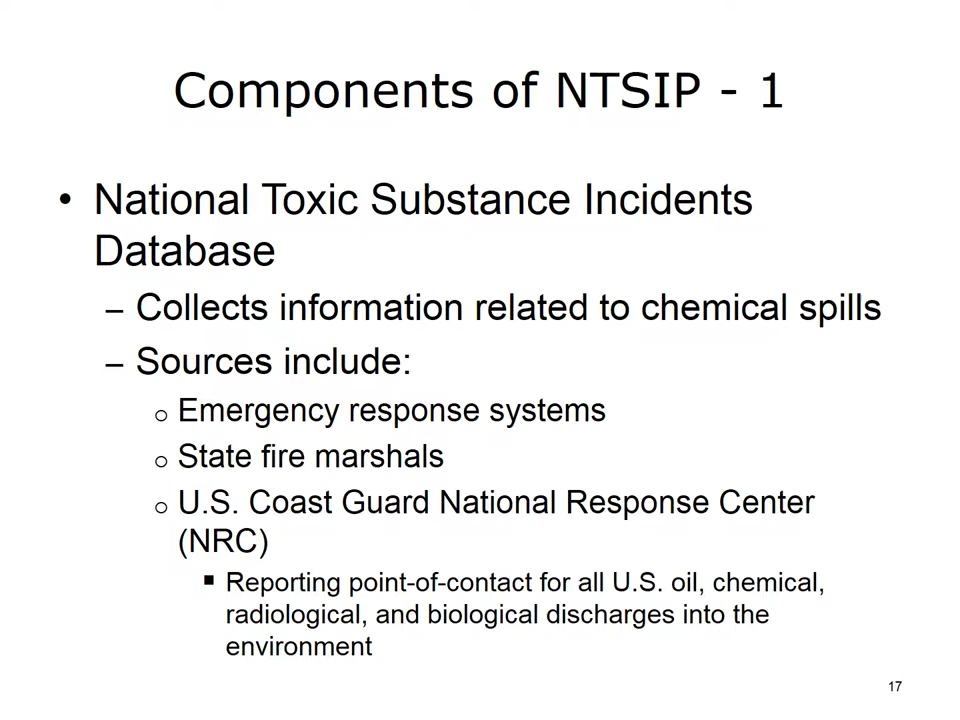 Components of NTSIP - 1
• National Toxic Substance Incidents
Database
– Collects information related to chemical spills
– Sources include:
o Emergency response systems
o State fire marshals
o U.S. Coast Guard National Response Center
(NRC)
▪ Reporting point-of-contact for all U.S. oil, chemical,
radiological, and biological discharges into the
environment
17